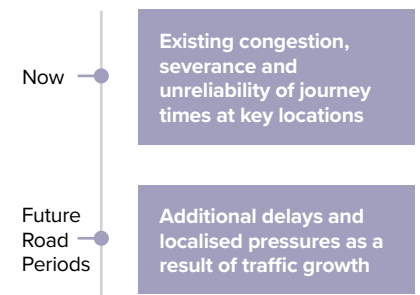 Now
Existing congestion,
severance and
unreliability of journey
times at key locations
Future
Road
Periods
Additional delays and
localised pressures as a
result of traffic growth